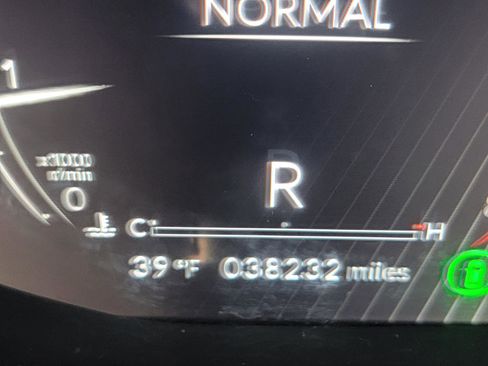 NORMAL
1
x1000
r/min
0
R
C H
39 °F 038232 miles